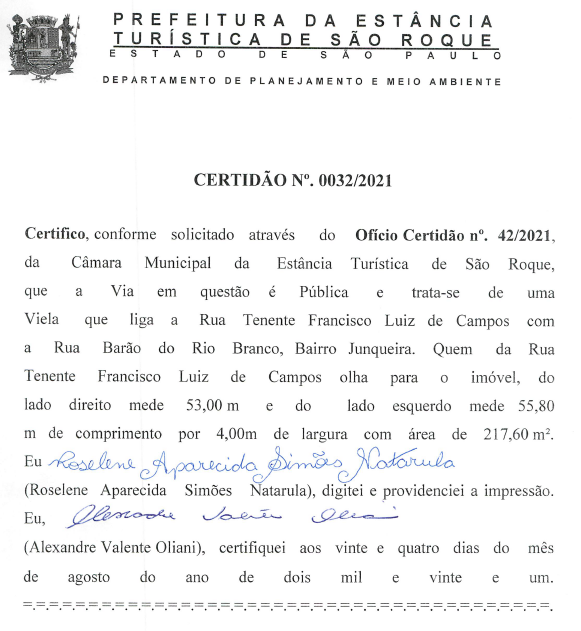 PREFEITURA DA ESTÂNCIA
TURÍSTICA DE SÃO ROQUE
ESTADO DE SÃO PAULO
DEPARTAMENTO DE PLANEJAMENTO E MEIO AMBIENTE
CERTIDÃO Nº. 0032/2021
Certifico, conforme solicitado através do Ofício Certidão nº. 42/2021,
da Câmara Municipal da Estância Turística de São Roque,
que a Via em questão é Pública e trata-se de uma
Viela que liga a Rua Tenente Francisco Luiz de Campos com
a Rua Barão do Rio Branco, Bairro Junqueira. Quem da Rua
Tenente Francisco Luiz de Campos olha para o imóvel, do
lado direito mede 53,00 m e do lado esquerdo mede 55,80
m de comprimento por 4,00m de largura com área de 217,60 m².
Eu Roselene Aparecida Simões Natarula
(Roselene Aparecida Simões Natarula), digitei e providenciei a impressão.
Eu, Alexandre Valente Oliani
(Alexandre Valente Oliani), certifiquei aos vinte e quatro dias do mês
de agosto do ano de dois mil e vinte e um.
=.=.=.=.=.=.=.=.=.=.=.=.=.=.=.=.=.=.=.=.=.=.=.=.=.=.=.=.=.